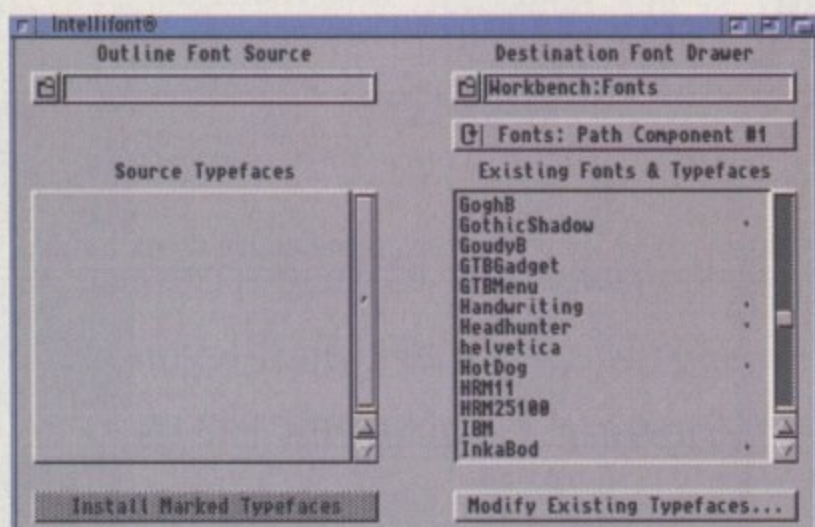 Intellifont®
Outline Font Source
Destination Font Drawer
Workbench:Fonts
Fonts: Path Component #1
Source Typefaces
Existing Fonts & Typefaces
GoghB
GothicShadow
GoudyB
GTBGadget
GTBMenu
Handwriting
Headhunter
helvetica
HotDog
HRM11
HRM25100
IBM
InkaBod
Install Marked Typefaces
Modify Existing Typefaces...